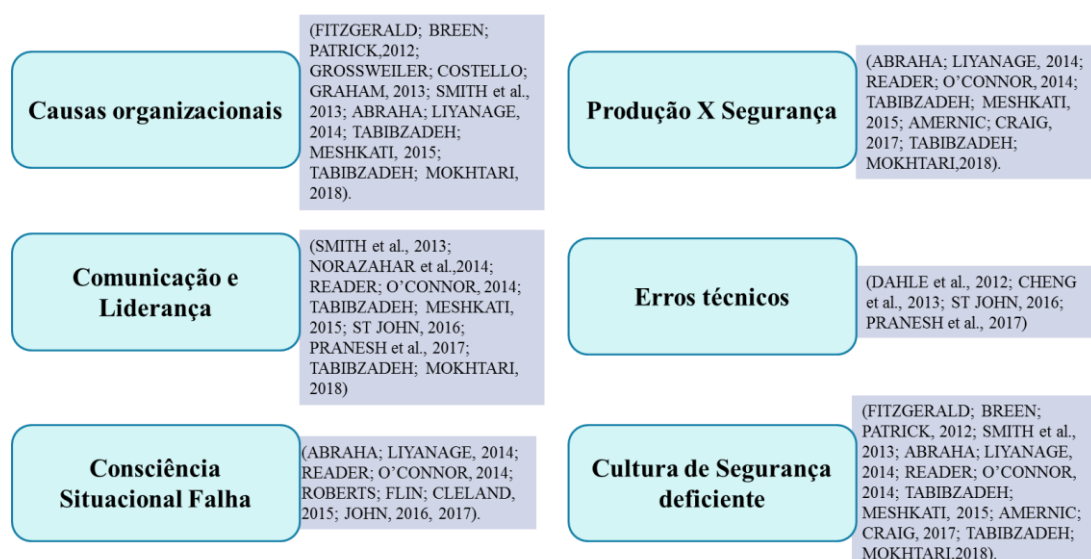 Causas organizacionais
(FITZGERALD; BREEN;
PATRICK,2012;
GROSSWEILER; COSTELLO;
GRAHAM, 2013; SMITH et al.,
2013; ABRAHA; LIYANAGE,
2014; TABIBZADEH;
MESHKATI, 2015;
TABIBZADEH; MOKHTARI,
2018).
Produção X Segurança
(ABRAHA; LIYANAGE, 2014;
READER; O’CONNOR, 2014;
TABIBZADEH; MESHKATI,
2015; AMERNIC; CRAIG,
2017; TABIBZADEH;
MOKHTARI,2018).
Comunicação e
Liderança
(SMITH et al., 2013;
NORAZAHAR et al.,2014;
READER; O’CONNOR, 2014;
TABIBZADEH; MESHKATI,
2015; ST JOHN, 2016;
PRANESH et al., 2017;
TABIBZADEH; MOKHTARI,
2018)
Erros técnicos
(DAHLE et al., 2012; CHENG
et al., 2013; ST JOHN, 2016;
PRANESH et al., 2017)
Consciência
Situacional Falha
(ABRAHA; LIYANAGE, 2014;
READER; O’CONNOR, 2014;
ROBERTS; FLIN; CLELAND,
2015; JOHN, 2016, 2017).
Cultura de Segurança
deficiente
(FITZGERALD; BREEN;
PATRICK, 2012; SMITH et al.,
2013; ABRAHA; LIYANAGE,
2014; READER; O’CONNOR,
2014; TABIBZADEH;
MESHKATI, 2015; AMERNIC;
CRAIG, 2017; TABIBZADEH;
MOKHTARI,2018).